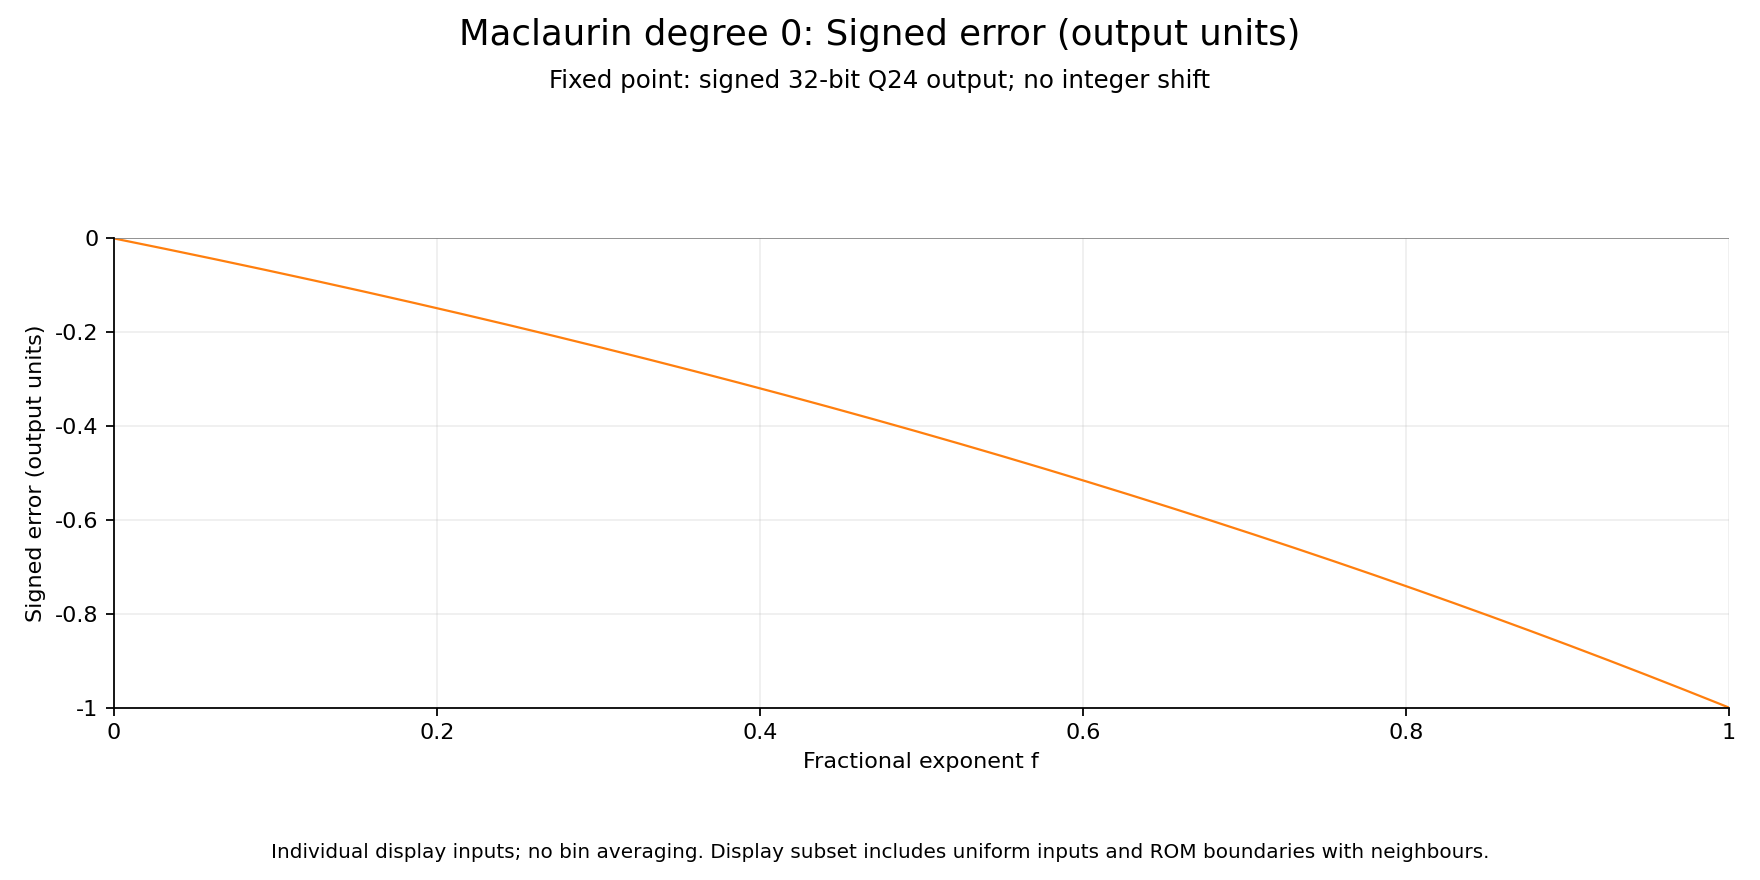 Maclaurin degree 0: Signed error (output units)
Fixed point: signed 32-bit Q24 output; no integer shift
Signed error (output units)
0
-0.2
-0.4
-0.6
-0.8
-1
0
0.2
0.4
0.6
0.8
1
Fractional exponent f
Individual display inputs; no bin averaging. Display subset includes uniform inputs and ROM boundaries with neighbours.